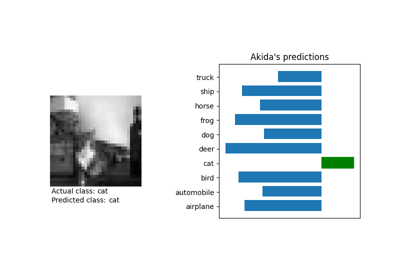 Akida's predictions
truck
ship
horse
frog
dog
deer
cat
bird
automobile
airplane
Actual class: cat
Predicted class: cat